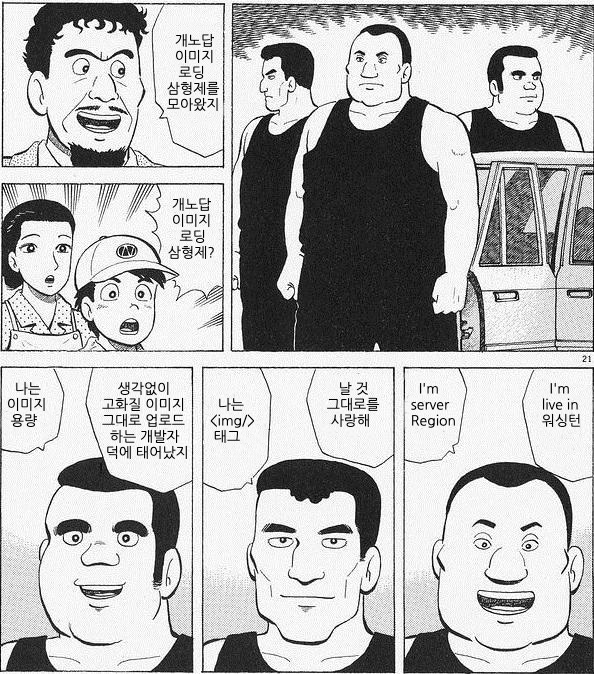 개노답
이미지
로딩
삼형제를
모아왔지
개노답
이미지
로딩
삼형제?
21
나는
이미지
용량
생각없이
고화질 이미지
그대로 업로드
하는 개발자
덕에 태어났지
나는
<img/>
태그
날 것
그대로를
사랑해
I'm
server
Region
I'm
live in
워싱턴